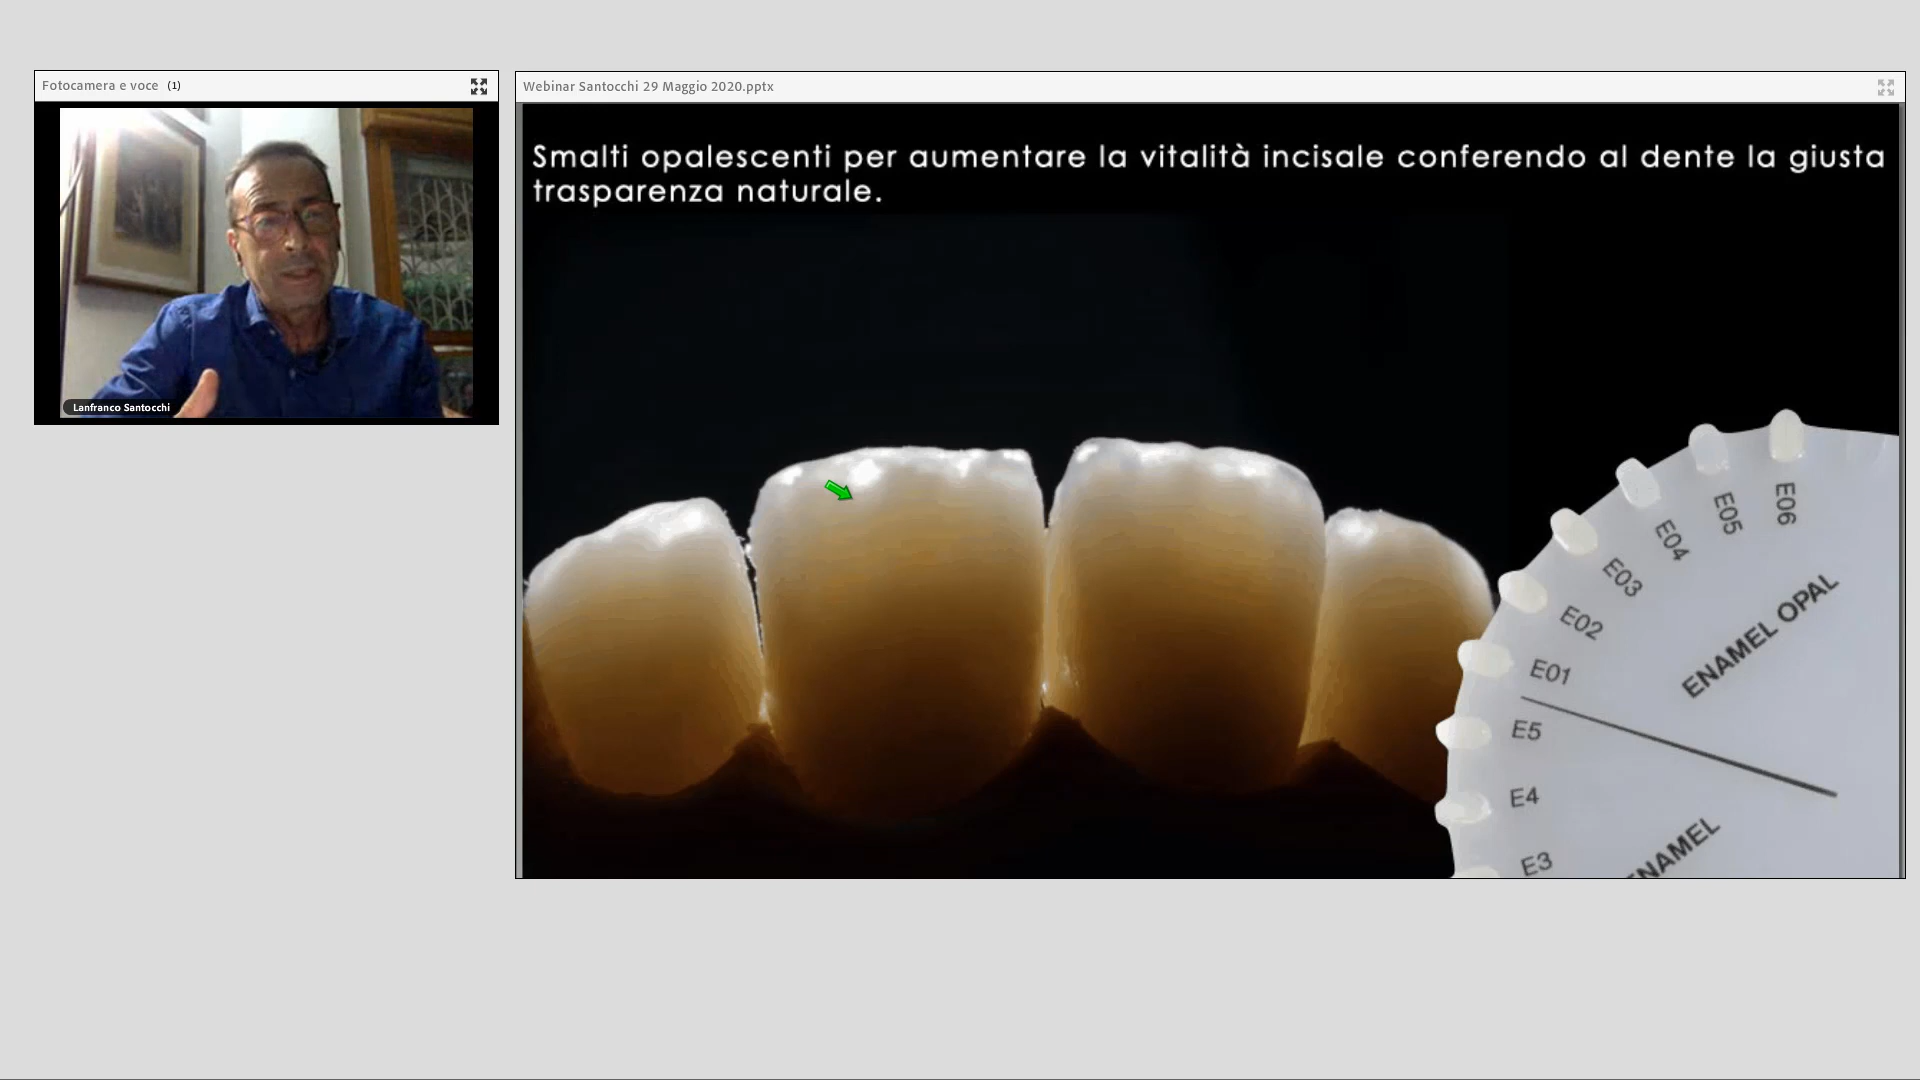 Fotocamera e voce (1)
Lanfranco Santocchi
Webinar Santocchi 29 Maggio 2020.pptx
Smalti opalescenti per aumentare la vitalità incisale conferendo al dente la giusta
trasparenza naturale.
E06
E05
E04
E03
E02
E01
ENAMEL OPAL
E5
E4
E3
ENAMEL